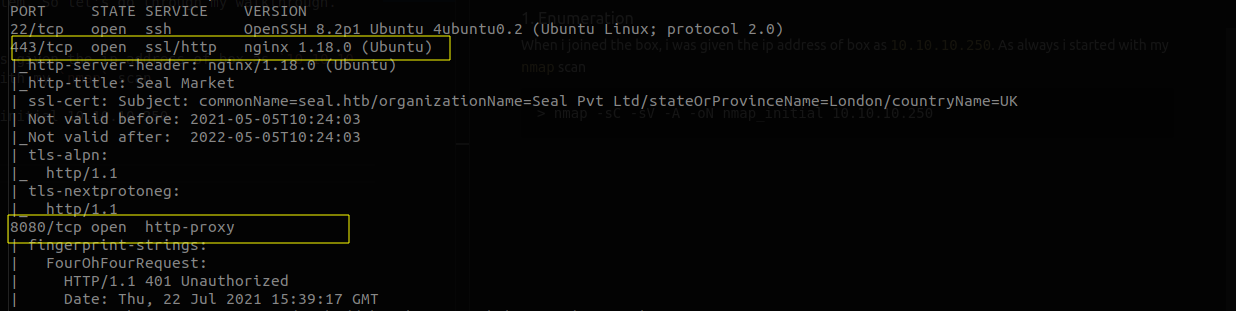 so let's go through my walkthrough.
PORT      STATE SERVICE    VERSION
22/tcp   open  ssh        OpenSSH 8.2p1 Ubuntu 4ubuntu0.2 (Ubuntu Linux; protocol 2.0)
443/tcp  open  ssl/http   nginx 1.18.0 (Ubuntu)
|_http-server-header: nginx/1.18.0 (Ubuntu)
|_http-title: Seal Market
| ssl-cert: Subject: commonName=seal.htb/organizationName=Seal Pvt Ltd/stateOrProvinceName=London/countryName=UK
| Not valid before: 2021-05-05T10:24:03
|_Not valid after:  2022-05-05T10:24:03
| tls-alpn:
|_  http/1.1
| tls-nextprotoneg:
|_  http/1.1
8080/tcp open  http-proxy
| fingerprint-strings:
|   FourOhFourRequest:
|     HTTP/1.1 401 Unauthorized
|     Date: Thu, 22 Jul 2021 15:39:17 GMT
1. Enumeration
When i joined the box, i was given the ip address of box as 10.10.10.250. As always i started with my
nmap scan
> nmap -sC -sV -A -oN nmap_initial 10.10.10.250